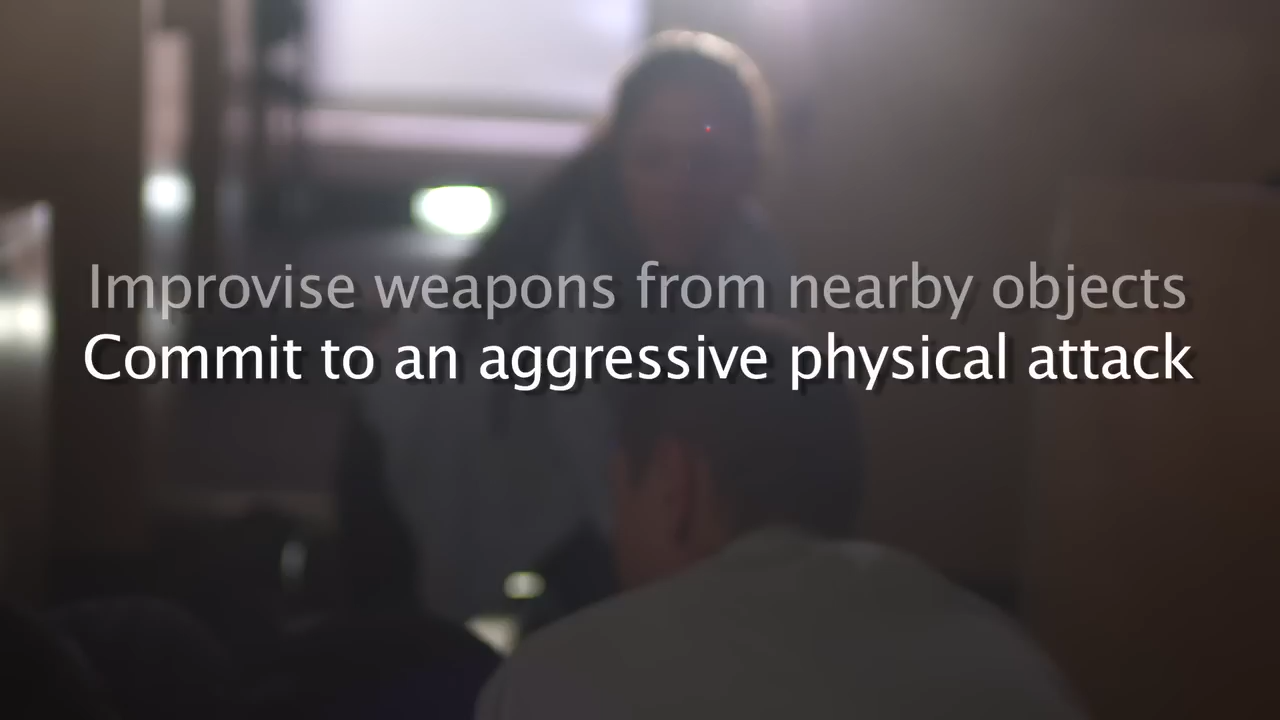 Improvise weapons from nearby objects
Commit to an aggressive physical attack